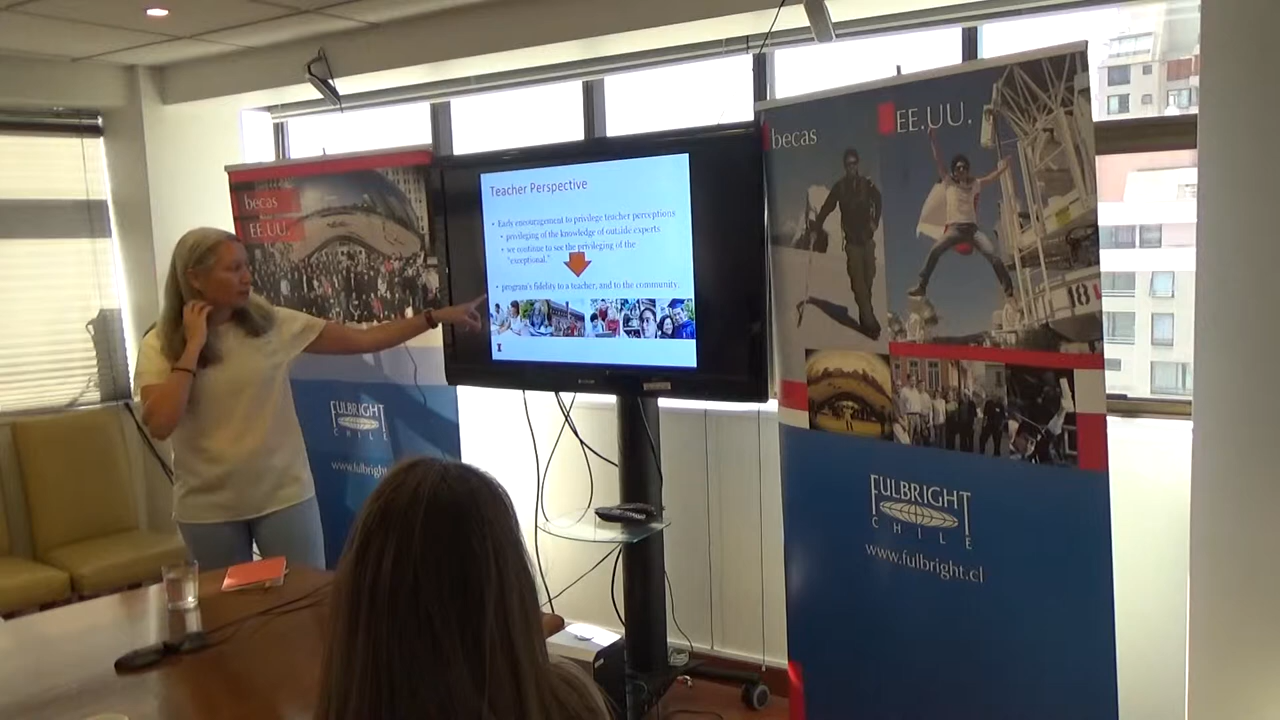 becas
EE.UU.
FULBRIGHT
CHILE
www.fulbright
Teacher Perspective
• Early encouragement to privilege teacher perceptions
• privileging of the knowledge of outside experts
• we continue to see the privileging of the
"exceptional."
• program's fidelity to a teacher, and to the community.
I
becas
EE.UU.
18
FULBRIGHT
CHILE
www.fulbright.cl